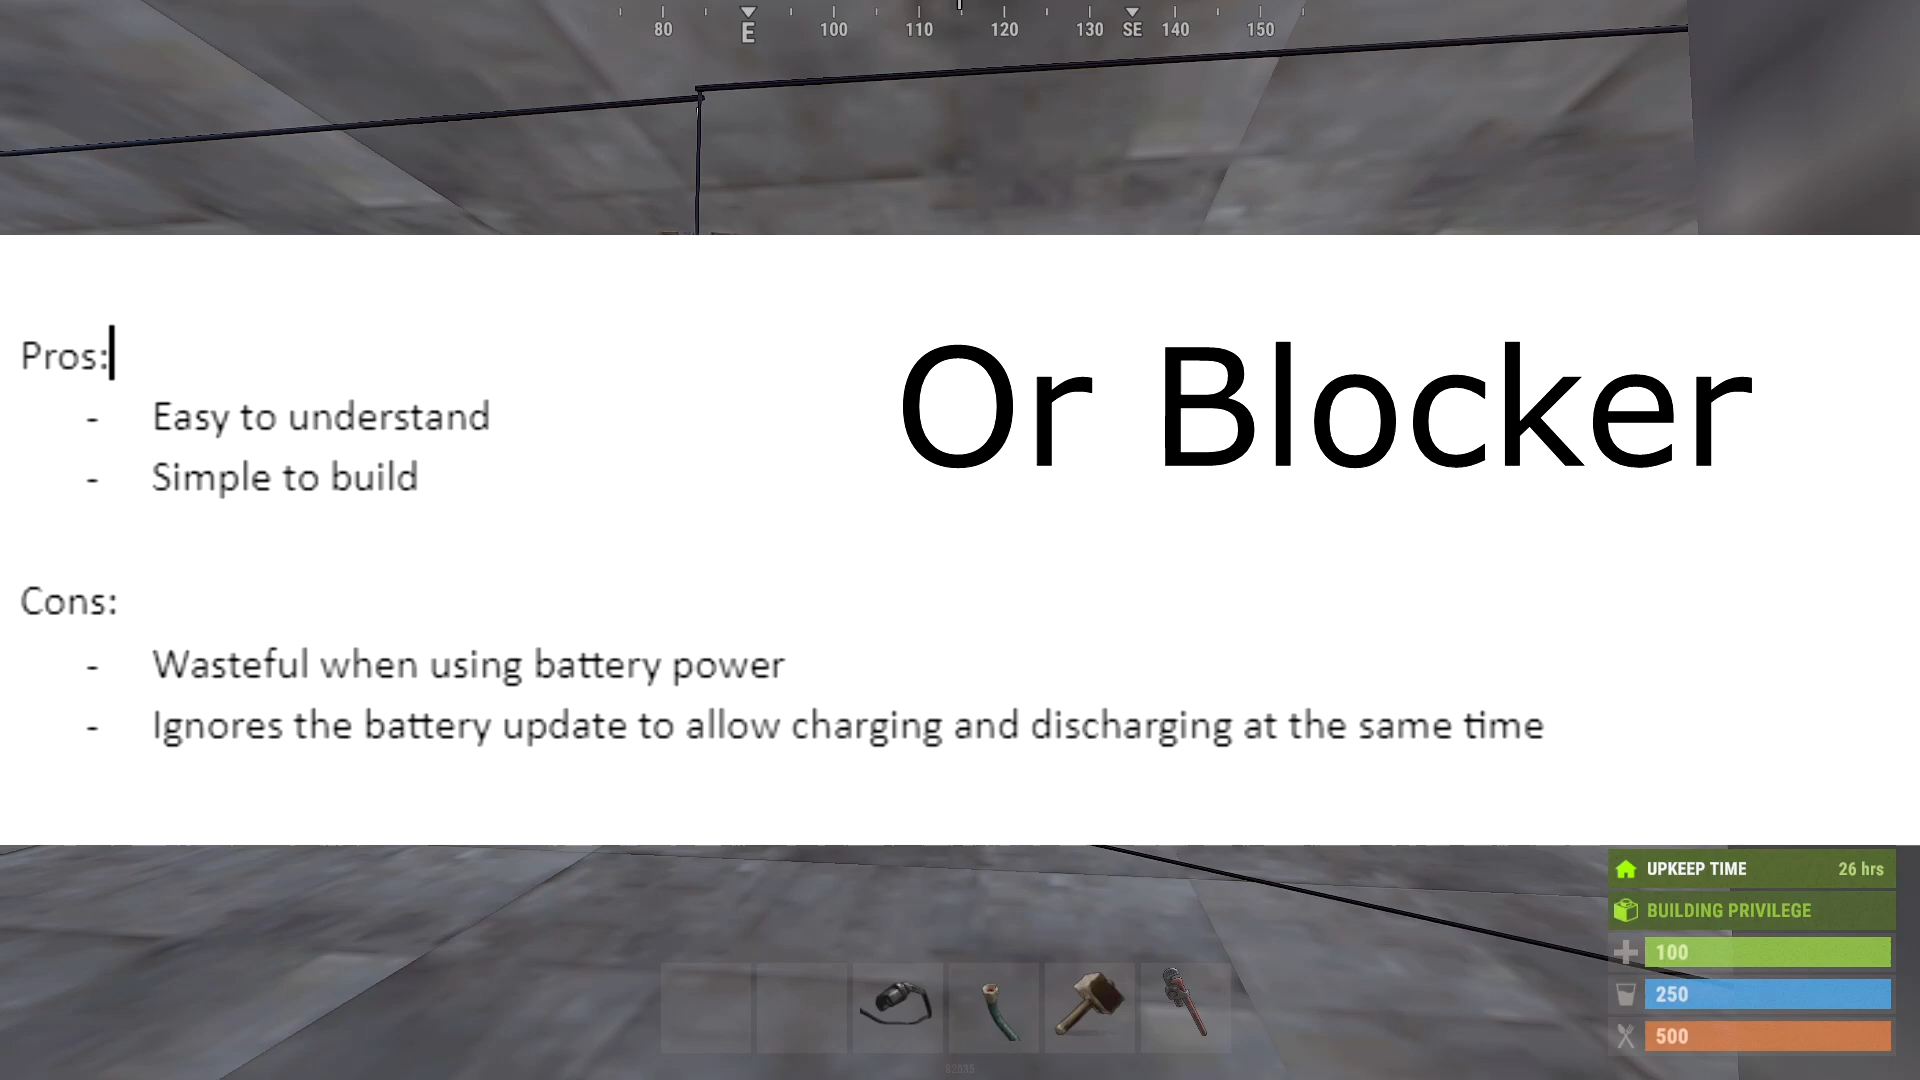 80 E 100 110 120 130 SE 140 150
Pros:
- Easy to understand
- Simple to build
Or Blocker
Cons:
- Wasteful when using battery power
- Ignores the battery update to allow charging and discharging at the same time
UPKEEP TIME 26 hrs
BUILDING PRIVILEGE
100
250
500